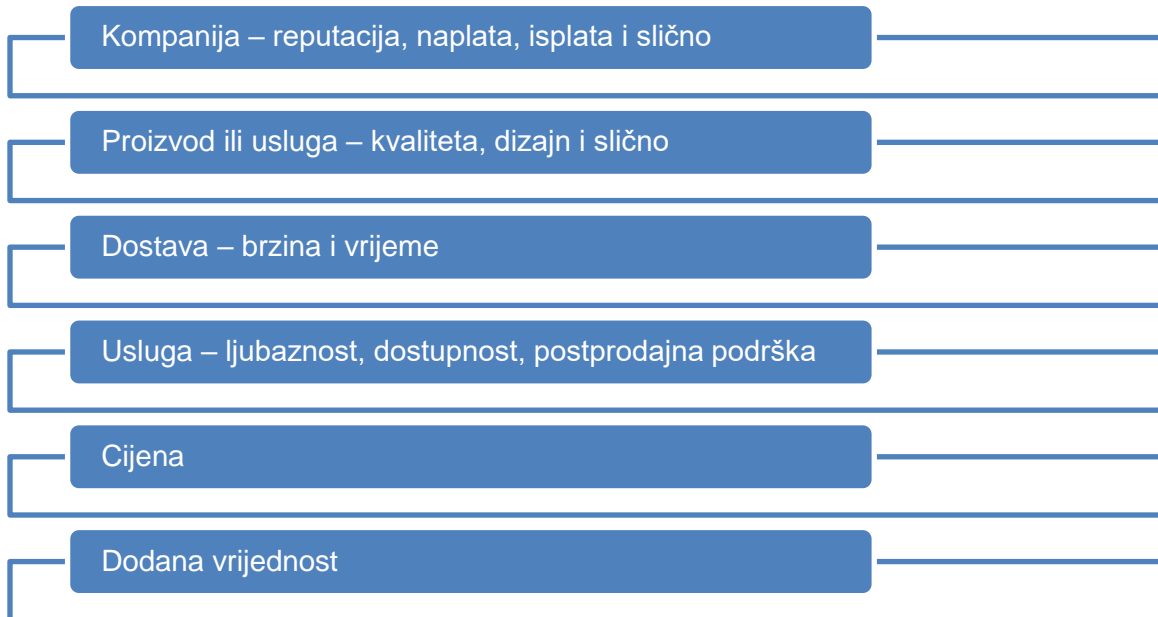 Kompanija – reputacija, naplata, isplata i slično
Proizvod ili usluga – kvaliteta, dizajn i slično
Dostava – brzina i vrijeme
Usluga – ljubaznost, dostupnost, postprodajna podrška
Cijena
Dodana vrijednost